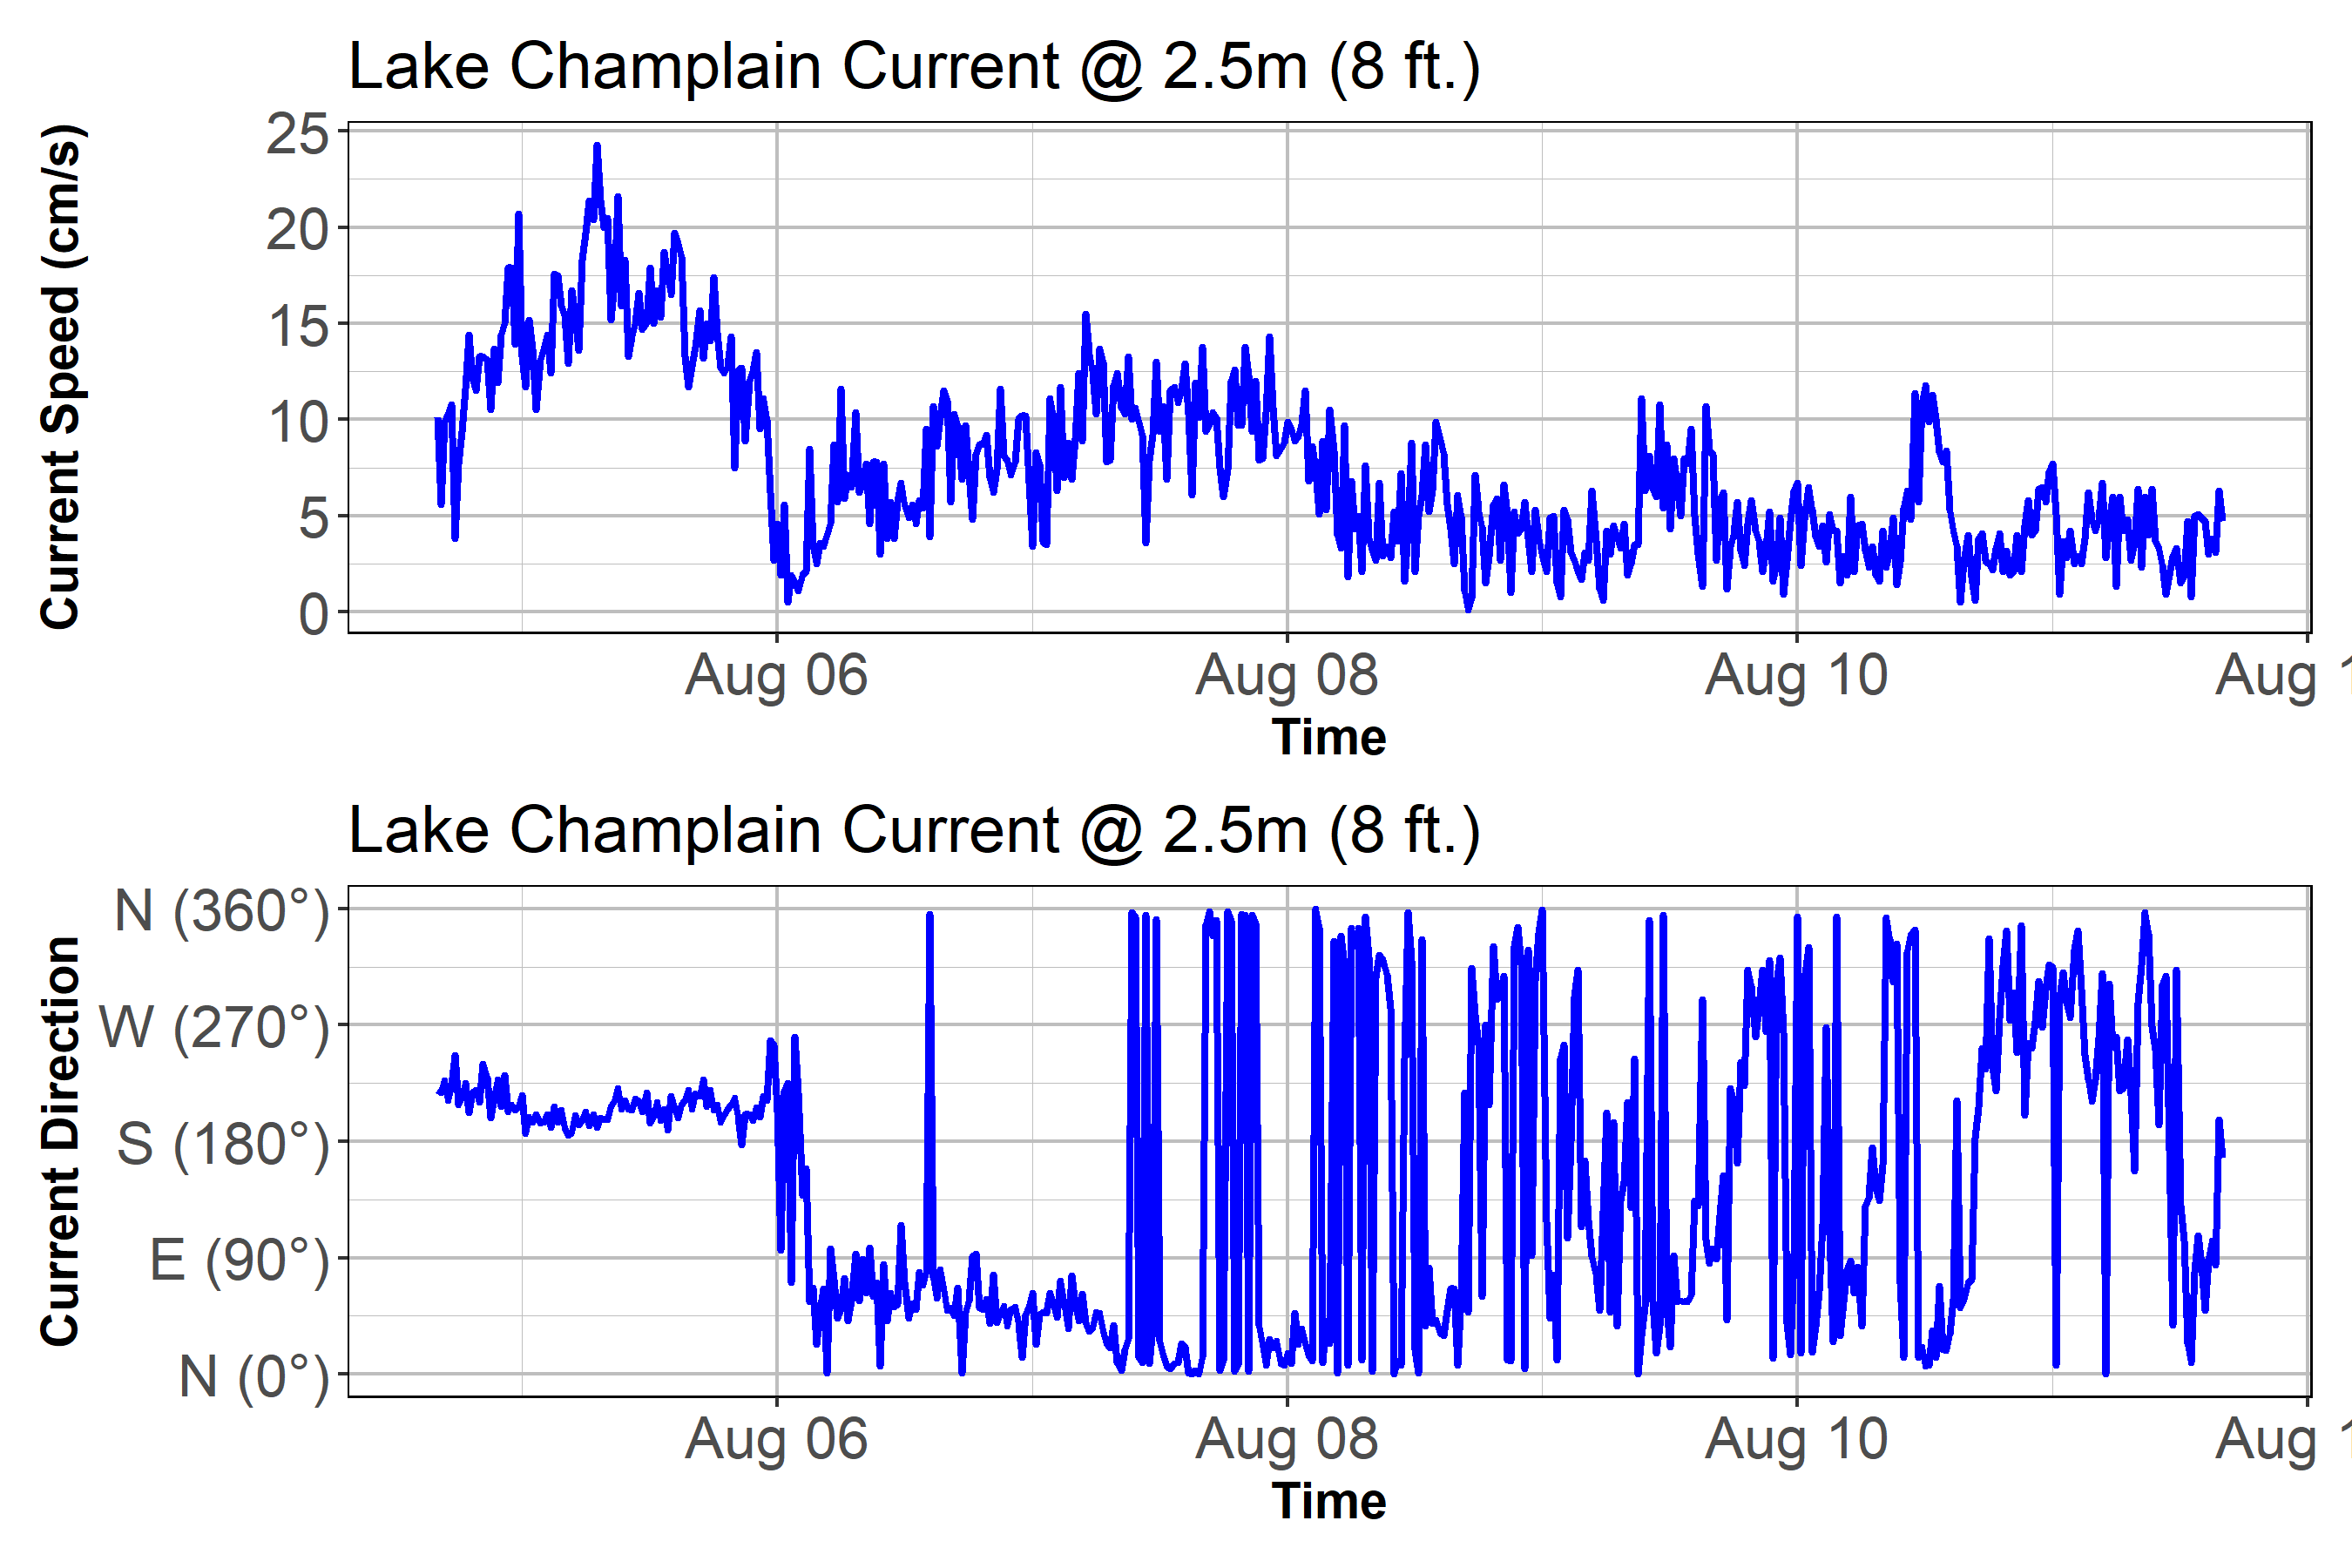 Lake Champlain Current @ 2.5m (8 ft.)
Current Speed (cm/s)
25
20
15
10
5
0
Aug 06 Aug 08 Aug 10 Aug 1
Time
Lake Champlain Current @ 2.5m (8 ft.)
Current Direction
N (360°)
W (270°)
S (180°)
E (90°)
N (0°)
Aug 06 Aug 08 Aug 10 Aug 1
Time